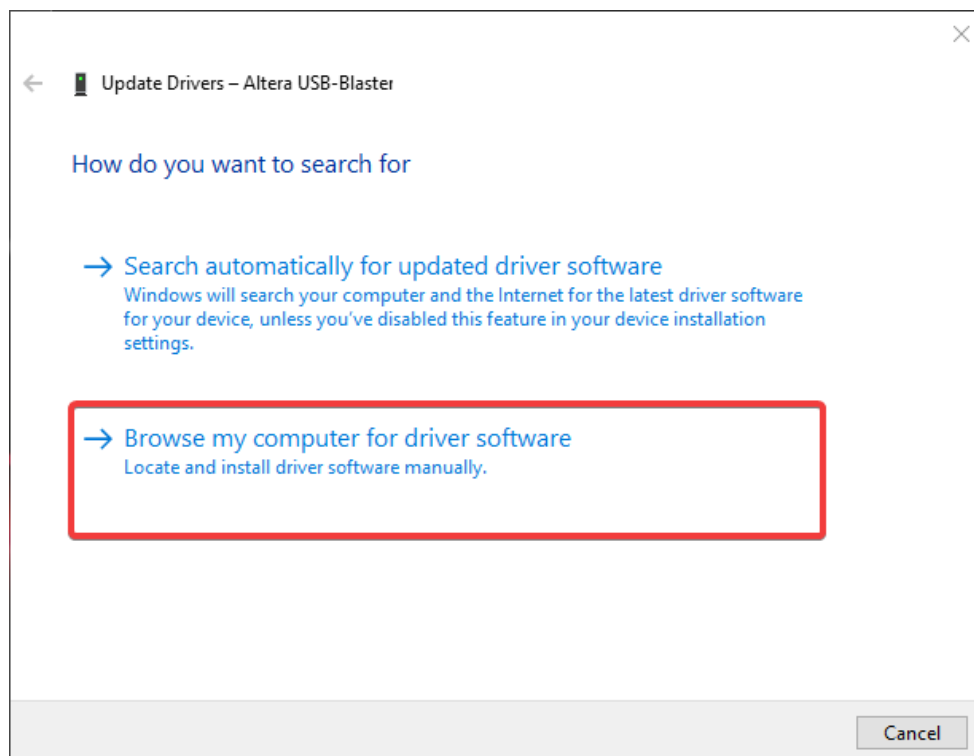 Update Drivers – Altera USB-Blaster
How do you want to search for
Search automatically for updated driver software
Windows will search your computer and the Internet for the latest driver software
for your device, unless you've disabled this feature in your device installation
settings.
Browse my computer for driver software
Locate and install driver software manually.
Cancel